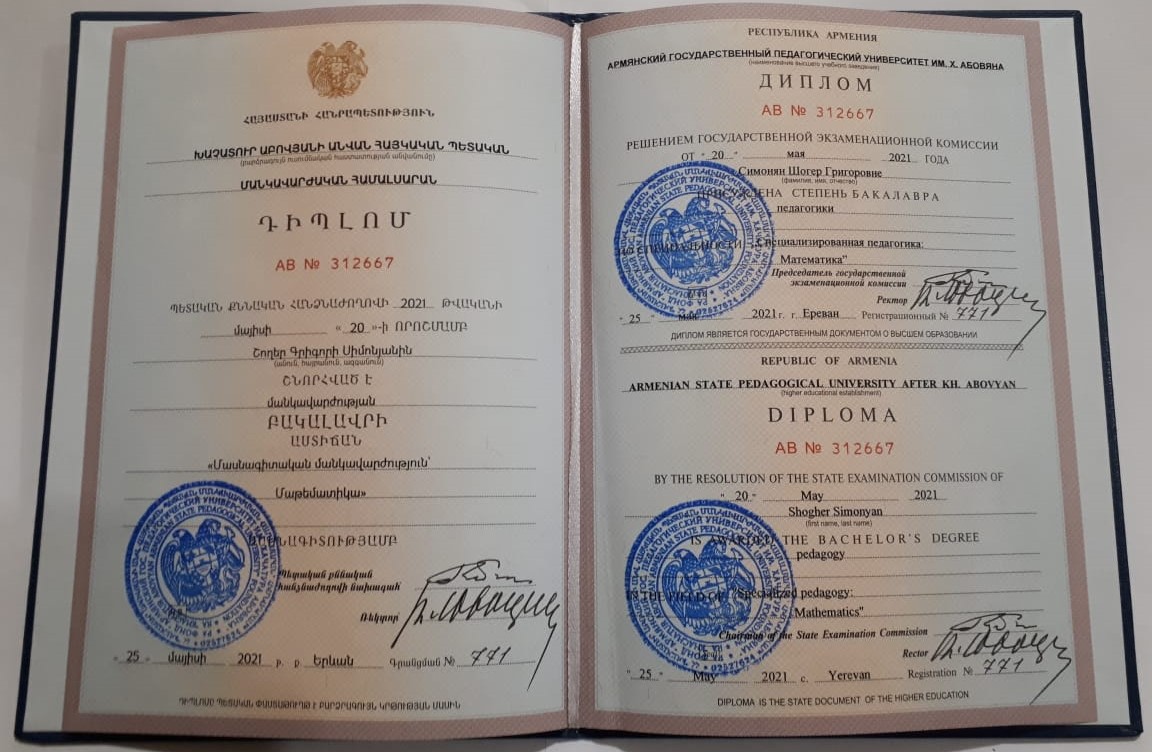 ՀԱՅԱՍՏԱՆԻ ՀԱՆՐԱՊԵՏՈՒԹՅՈՒՆ
ԽԱՉԱՏՈՒՐ ԱԲՈՎՅԱՆԻ ԱՆՎԱՆ ՀԱՅԿԱԿԱՆ ՊԵՏԱԿԱՆ
(բարձրագույն ուսումնական հաստատության անվանումը)
ՄԱՆԿԱՎԱՐԺԱԿԱՆ ՀԱՄԱԼՍԱՐԱՆ
ԴԻՊԼՈՄ
AB № 312667
ՊԵՏԱԿԱՆ ՔՆՆԱԿԱՆ ՀԱՆՁՆԱԺՈՂՈՎԻ 2021 ԹՎԱԿԱՆԻ
մայիսի « 20 »-ի ՈՐՈՇՄԱՄԲ
Շողեր Գրիգորի Սիմոնյանին
(անուն, հայրանուն, ազգանուն)
ՇՆՈՐՀՎԱԾ Է
մանկավարժության
ԲԱԿԱԼԱՎՐԻ
ԱՍՏԻՃԱՆ
«Մասնագիտական մանկավարժություն՝
Մաթեմատիկա»
ՄԱՍՆԱԳԻՏՈՒԹՅԱՄԲ
Պետական քննական
հանձնաժողովի նախագահ
Ռեկտոր
" 25 " մայիսի 2021 թ. ք. Երևան Գրանցման № 771
ԴԻՊԼՈՄԸ ՊԵՏԱԿԱՆ ՓԱՍՏԱԹՈՒՂԹ Է ԲԱՐՁՐԱԳՈՒՅՆ ԿՐԹՈՒԹՅԱՆ ՄԱՍԻՆ
РЕСПУБЛИКА АРМЕНИЯ
АРМЯНСКИЙ ГОСУДАРСТВЕННЫЙ ПЕДАГОГИЧЕСКИЙ УНИВЕРСИТЕТ ИМ. Х. АБОВЯНА
(наименование высшего учебного заведения)
ДИПЛОМ
AB № 312667
РЕШЕНИЕМ ГОСУДАРСТВЕННОЙ ЭКЗАМЕНАЦИОННОЙ КОМИССИИ
ОТ " 20 " мая 2021 ГОДА
Симонян Шогер Григоровне
(фамилия, имя, отчество)
ПРИСУЖДЕНА СТЕПЕНЬ БАКАЛАВРА
педагогики
ПО СПЕЦИАЛЬНОСТИ "Специализированная педагогика:
Математика"
Председатель государственной
экзаменационной комиссии
Ректор
" 25 " мая 2021 г. г. Ереван Регистрационный № 771
ДИПЛОМ ЯВЛЯЕТСЯ ГОСУДАРСТВЕННЫМ ДОКУМЕНТОМ О ВЫСШЕМ ОБРАЗОВАНИИ
REPUBLIC OF ARMENIA
ARMENIAN STATE PEDAGOGICAL UNIVERSITY AFTER KH. ABOVYAN
(higher educational establishment)
DIPLOMA
AB № 312667
BY THE RESOLUTION OF THE STATE EXAMINATION COMMISSION OF
" 20 " May 2021
Shogher Simonyan
(first name, last name)
IS AWARDED THE BACHELOR'S DEGREE
pedagogy
IN THE FIELD OF "Specialized pedagogy:
Mathematics"
Chairman of the State Examination Commission
Rector
" 25 " May 2021 c. Yerevan Registration № 771
DIPLOMA IS THE STATE DOCUMENT OF THE HIGHER EDUCATION